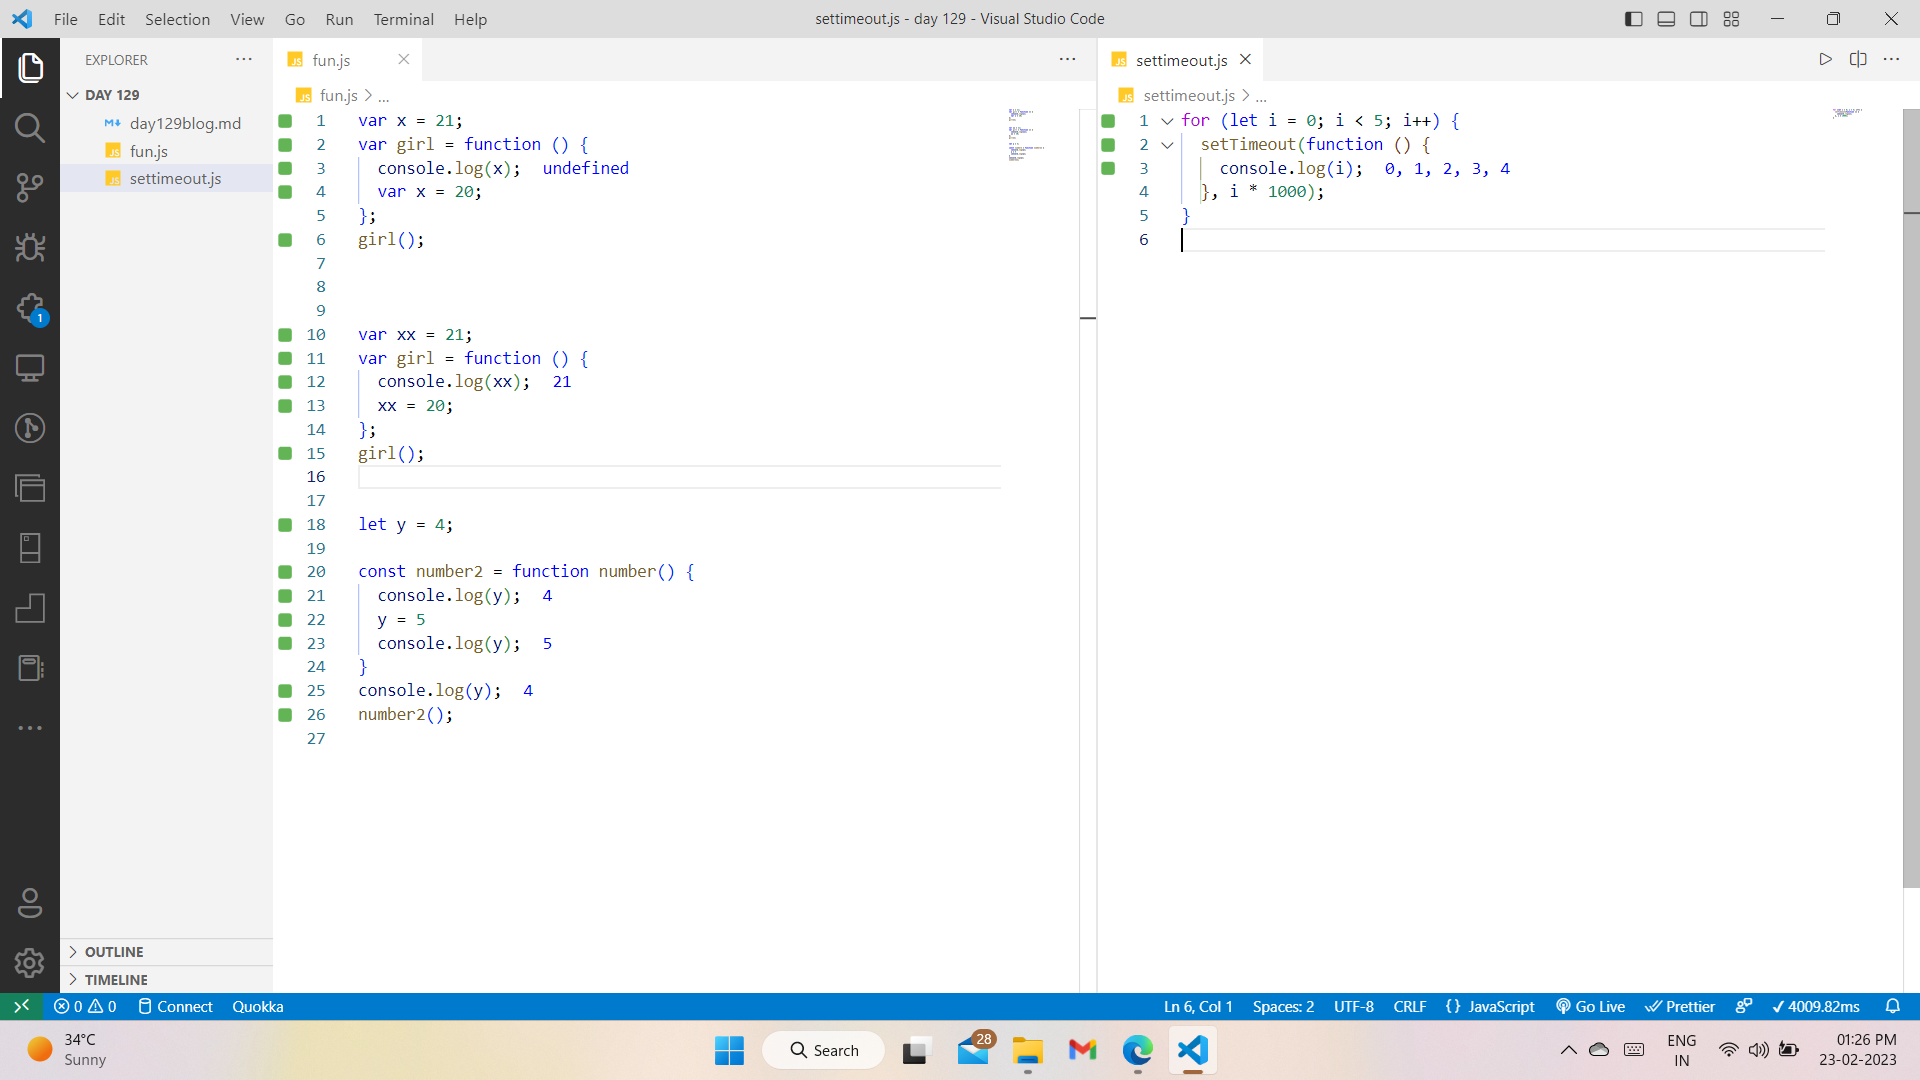 File Edit Selection View Go Run Terminal Help
settimeout.js - day 129 - Visual Studio Code
EXPLORER
DAY 129
day129blog.md
fun.js
settimeout.js
OUTLINE
TIMELINE
fun.js
fun.js > ...
1 var x = 21;
2 var girl = function () {
3 console.log(x); undefined
4 var x = 20;
5 };
6 girl();
7
8
9
10 var xx = 21;
11 var girl = function () {
12 console.log(xx); 21
13 xx = 20;
14 };
15 girl();
16
17
18 let y = 4;
19
20 const number2 = function number() {
21 console.log(y); 4
22 y = 5
23 console.log(y); 5
24 }
25 console.log(y); 4
26 number2();
27
settimeout.js
settimeout.js > ...
1 for (let i = 0; i < 5; i++) {
2 setTimeout(function () {
3 console.log(i); 0, 1, 2, 3, 4
4 }, i * 1000);
5 }
6
1
0 0 Connect Quokka
Ln 6, Col 1 Spaces: 2 UTF-8 CRLF {} JavaScript Go Live Prettier 4009.82ms
34°C
Sunny
Search
28
ENG
IN
01:26 PM
23-02-2023